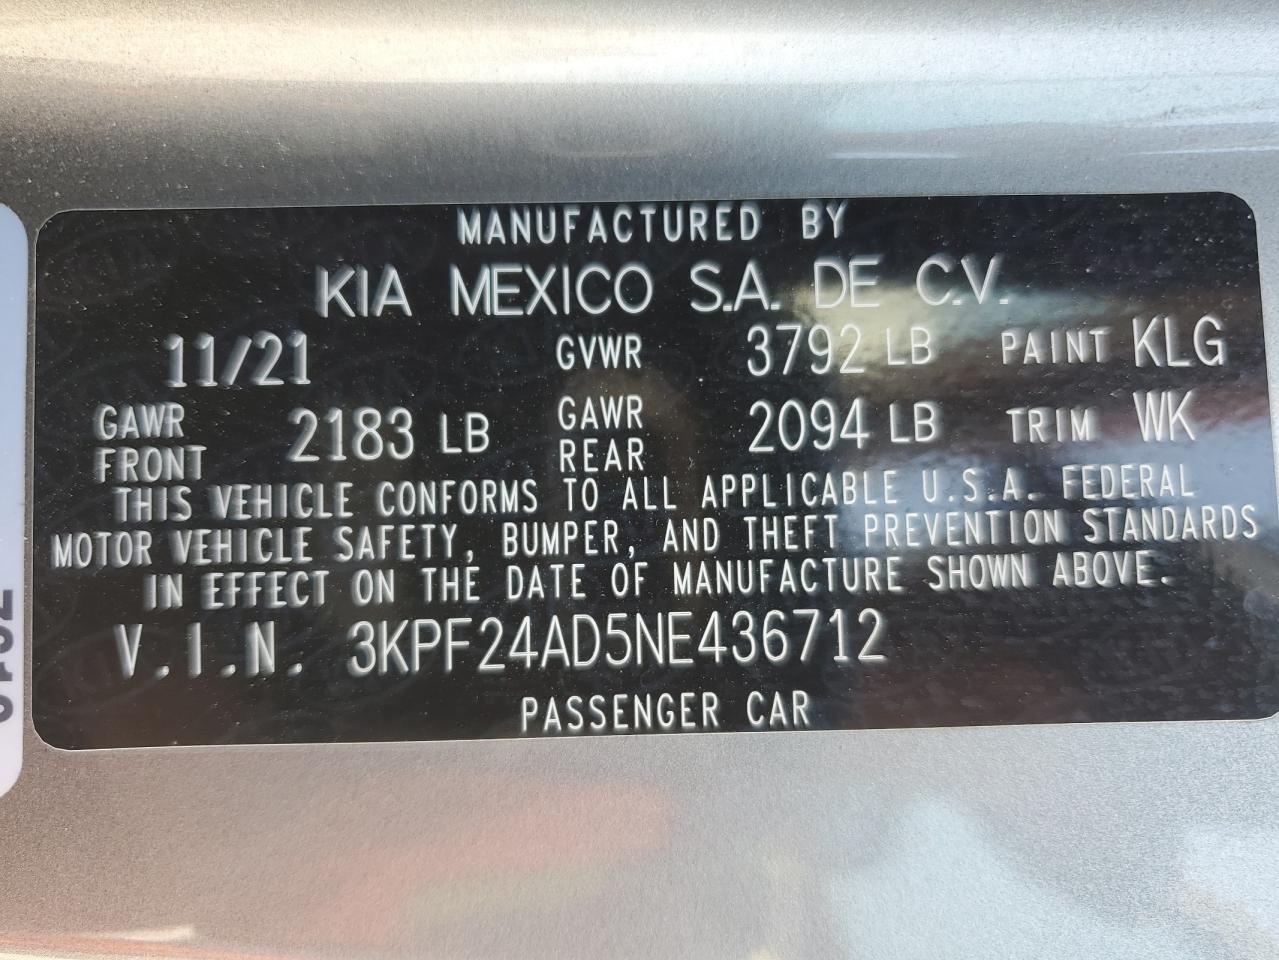 MANUFACTURED BY
KIA MEXICO S.A. DE C.V.
11/21 GVWR 3792 LB PAINT KLG
GAWR FRONT 2183 LB GAWR REAR 2094 LB TRIM WK
THIS VEHICLE CONFORMS TO ALL APPLICABLE U.S.A. FEDERAL
MOTOR VEHICLE SAFETY, BUMPER, AND THEFT PREVENTION STANDARDS
IN EFFECT ON THE DATE OF MANUFACTURE SHOWN ABOVE.
V.I.N. 3KPF24AD5NE436712
PASSENGER CAR